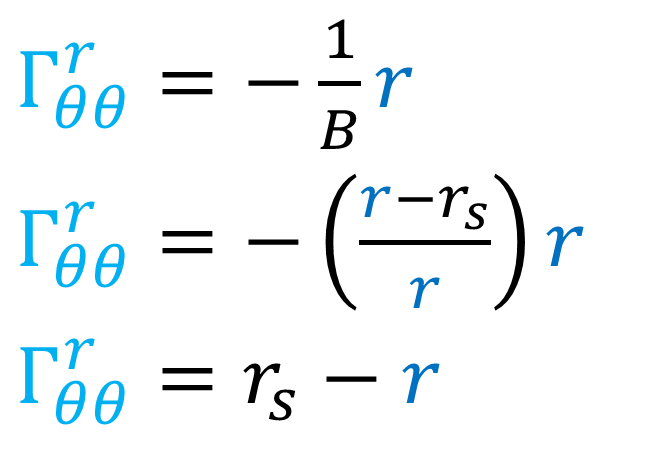 Γ^r_θθ = − 1/B r
Γ^r_θθ = − ((r−r_s)/r) r
Γ^r_θθ = r_s − r